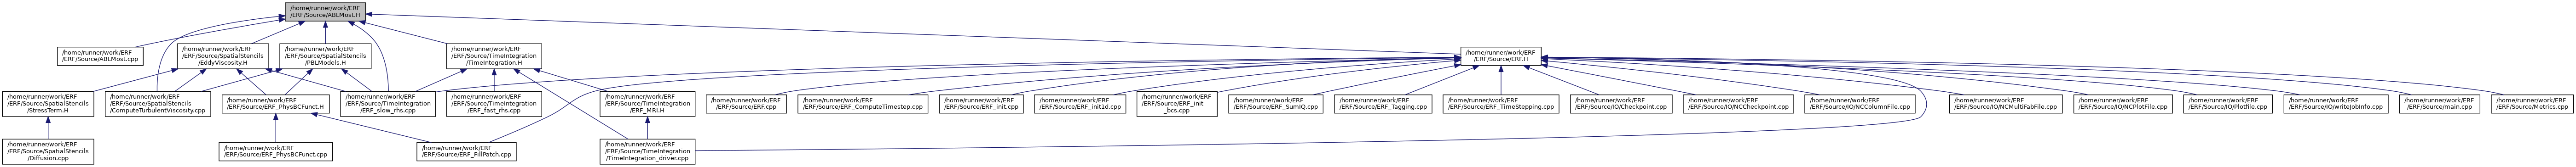 /home/runner/work/ERF
/ERF/Source/ABLMost.H
/home/runner/work/ERF
/ERF/Source/ABLMost.cpp
/home/runner/work/ERF
/ERF/Source/SpatialStencils
/EddyViscosity.H
/home/runner/work/ERF
/ERF/Source/SpatialStencils
/PBLModels.H
/home/runner/work/ERF
/ERF/Source/TimeIntegration
/TimeIntegration.H
/home/runner/work/ERF
/ERF/Source/ERF.H
/home/runner/work/ERF
/ERF/Source/SpatialStencils
/StressTerm.H
/home/runner/work/ERF
/ERF/Source/SpatialStencils
/ComputeTurbulentViscosity.cpp
/home/runner/work/ERF
/ERF/Source/ERF_PhysBCFunct.H
/home/runner/work/ERF
/ERF/Source/TimeIntegration
/ERF_slow_rhs.cpp
/home/runner/work/ERF
/ERF/Source/TimeIntegration
/ERF_fast_rhs.cpp
/home/runner/work/ERF
/ERF/Source/TimeIntegration
/ERF_MRI.H
/home/runner/work/ERF
/ERF/Source/ERF.cpp
/home/runner/work/ERF
/ERF/Source/ERF_ComputeTimestep.cpp
/home/runner/work/ERF
/ERF/Source/ERF_init.cpp
/home/runner/work/ERF
/ERF/Source/ERF_init1d.cpp
/home/runner/work/ERF
/ERF/Source/ERF_init
_bcs.cpp
/home/runner/work/ERF
/ERF/Source/ERF_SumIQ.cpp
/home/runner/work/ERF
/ERF/Source/ERF_Tagging.cpp
/home/runner/work/ERF
/ERF/Source/ERF_TimeStepping.cpp
/home/runner/work/ERF
/ERF/Source/IO/Checkpoint.cpp
/home/runner/work/ERF
/ERF/Source/IO/NCCheckpoint.cpp
/home/runner/work/ERF
/ERF/Source/IO/NCColumnFile.cpp
/home/runner/work/ERF
/ERF/Source/IO/NCMultiFabFile.cpp
/home/runner/work/ERF
/ERF/Source/IO/NCPlotFile.cpp
/home/runner/work/ERF
/ERF/Source/IO/Plotfile.cpp
/home/runner/work/ERF
/ERF/Source/IO/writeJobInfo.cpp
/home/runner/work/ERF
/ERF/Source/main.cpp
/home/runner/work/ERF
/ERF/Source/Metrics.cpp
/home/runner/work/ERF
/ERF/Source/SpatialStencils
/Diffusion.cpp
/home/runner/work/ERF
/ERF/Source/ERF_PhysBCFunct.cpp
/home/runner/work/ERF
/ERF/Source/ERF_FillPatch.cpp
/home/runner/work/ERF
/ERF/Source/TimeIntegration
/TimeIntegration_driver.cpp